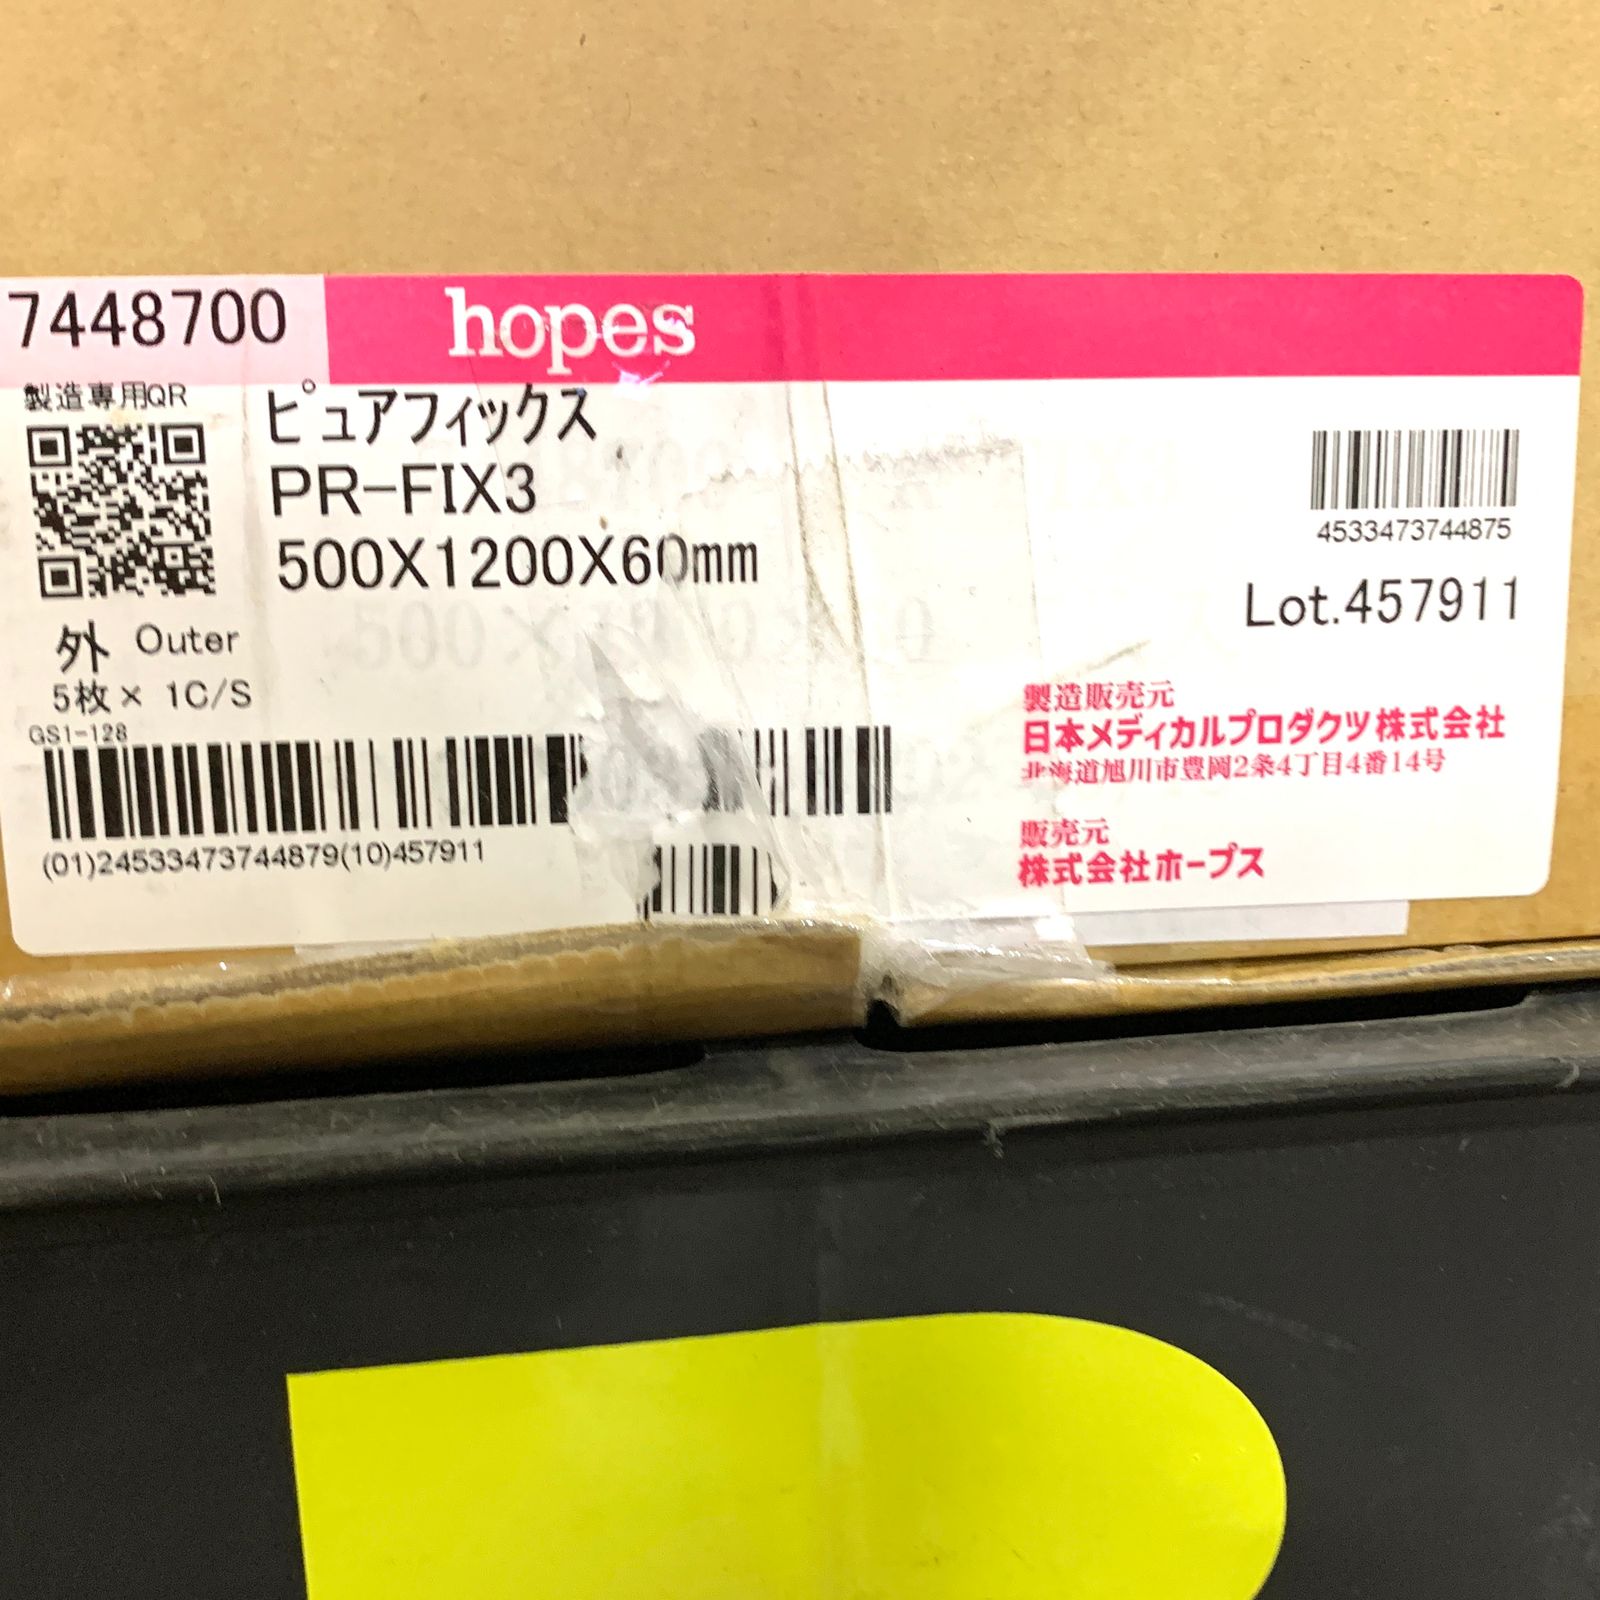 7448700
hopes
製造専用QR
ピュアフィックス
PR-FIX3
500X1200X60mm
4533473744875
Lot.457911
外 Outer
5枚× 1C/S
GS1-128
(01)24533473744879(10)457911
製造販売元
日本メディカルプロダクツ株式会社
北海道旭川市豊岡2条4丁目4番14号
販売元
株式会社ホープス